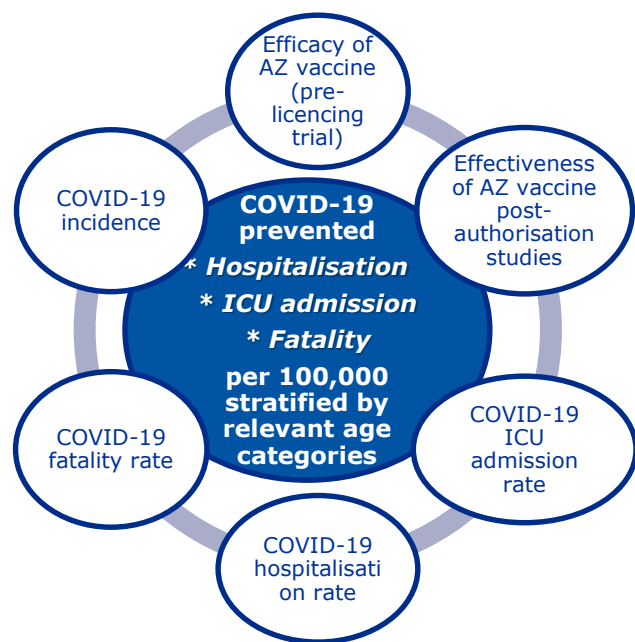 Efficacy of
AZ vaccine
(pre-
licencing
trial)
Effectiveness
of AZ vaccine
post-
authorisation
studies
COVID-19
ICU
admission
rate
COVID-19
hospitalisati
on rate
COVID-19
fatality rate
COVID-19
incidence
COVID-19
prevented
* Hospitalisation
* ICU admission
* Fatality
per 100,000
stratified by
relevant age
categories